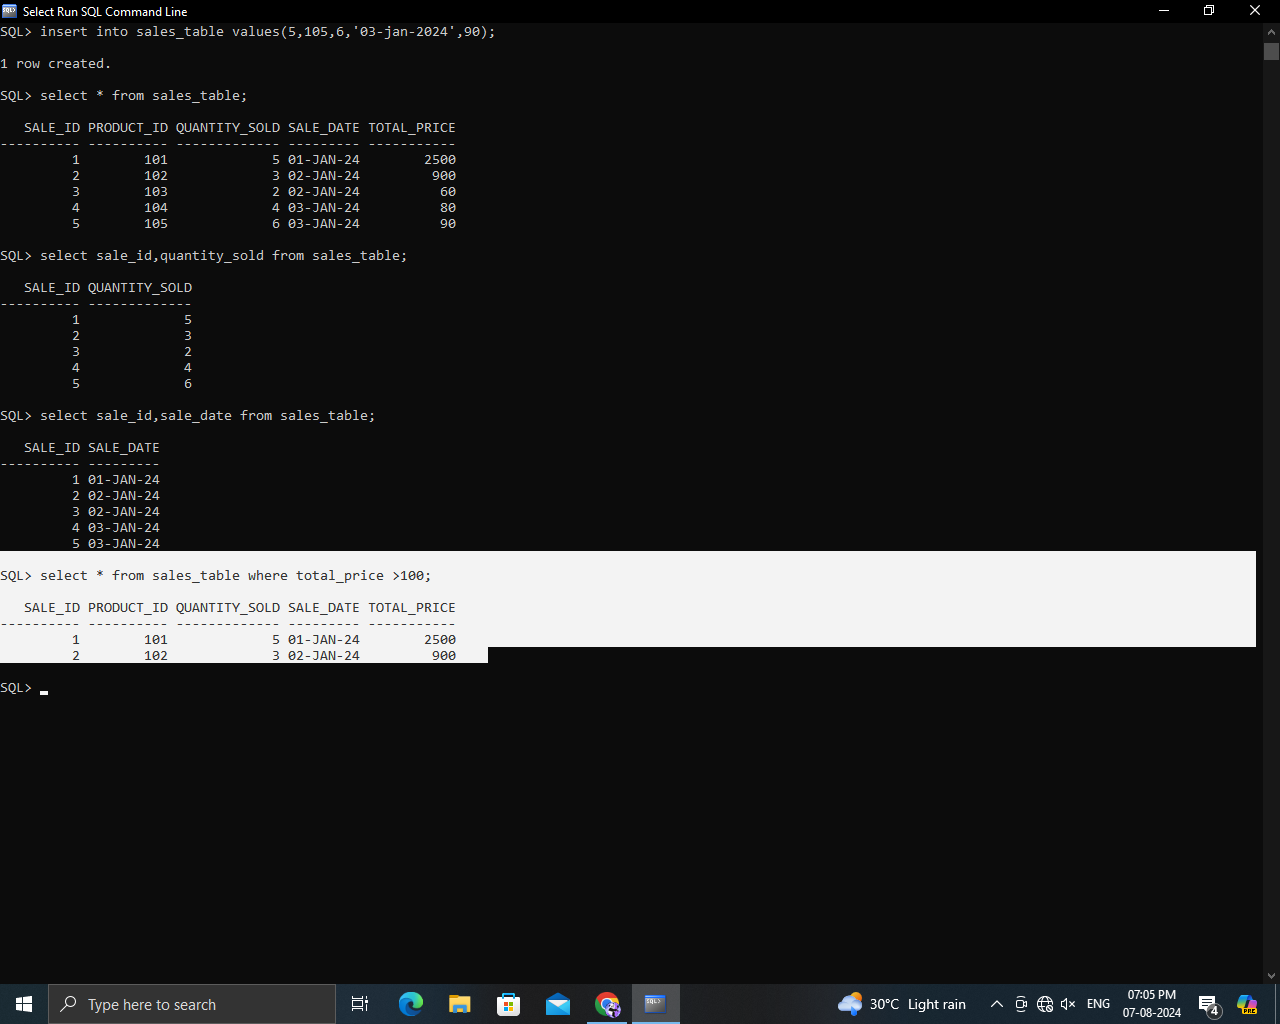 Select Run SQL Command Line
SQL> insert into sales_table values(5,105,6,'03-jan-2024',90);
1 row created.
SQL> select * from sales_table;
   SALE_ID PRODUCT_ID QUANTITY_SOLD SALE_DATE TOTAL_PRICE
---------- ---------- ------------- --------- -----------
         1        101             5 01-JAN-24        2500
         2        102             3 02-JAN-24         900
         3        103             2 02-JAN-24          60
         4        104             4 03-JAN-24          80
         5        105             6 03-JAN-24          90
SQL> select sale_id,quantity_sold from sales_table;
   SALE_ID QUANTITY_SOLD
---------- -------------
         1             5
         2             3
         3             2
         4             4
         5             6
SQL> select sale_id,sale_date from sales_table;
   SALE_ID SALE_DATE
---------- ---------
         1 01-JAN-24
         2 02-JAN-24
         3 02-JAN-24
         4 03-JAN-24
         5 03-JAN-24
SQL> select * from sales_table where total_price >100;
   SALE_ID PRODUCT_ID QUANTITY_SOLD SALE_DATE TOTAL_PRICE
---------- ---------- ------------- --------- -----------
         1        101             5 01-JAN-24        2500
         2        102             3 02-JAN-24         900
SQL>
Type here to search
30°C Light rain
ENG
07:05 PM
07-08-2024
4
PRE